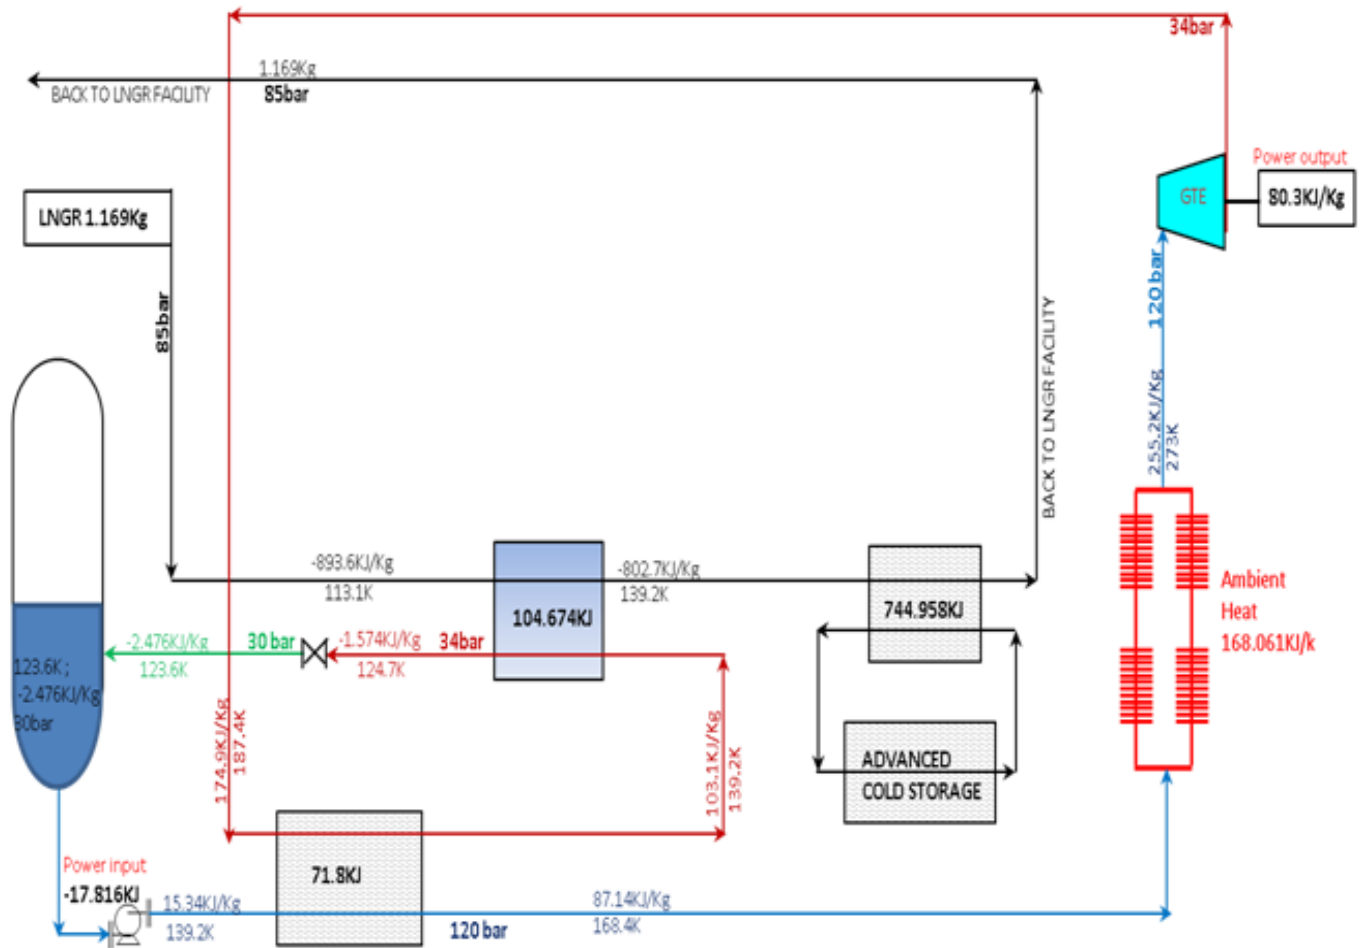 34bar
1.169Kg
BACK TO LNGR FACILITY
85bar
Power output
LNGR 1.169Kg
GTE
80.3KJ/Kg
85bar
120 bar
BACK TO LNGR FACILITY
255.2KJ/Kg
273K
-893.6KJ/Kg
113.1K
104.674KJ
-802.7KJ/Kg
139.2K
744.958KJ
Ambient
Heat
168.061KJ/k
-2.476KJ/Kg
123.6K
30 bar
-1.574KJ/Kg
124.7K
34bar
123.6K ;
-2.476KJ/Kg
30bar
174.9KJ/Kg
187.4K
103.1KJ/Kg
139.2K
ADVANCED
COLD STORAGE
Power input
-17.816KJ
71.8KJ
15.34KJ/Kg
139.2K
120 bar
87.14KJ/Kg
168.4K